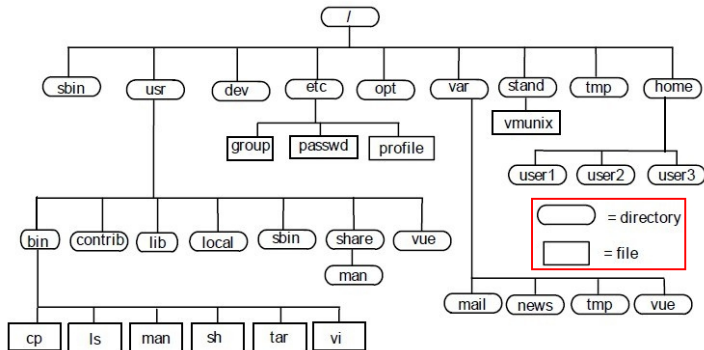 /
sbin usr dev etc opt var stand tmp home
group passwd profile
vmunix
user1 user2 user3
= directory
= file
bin contrib lib local sbin share vue
man
mail news tmp vue
cp ls man sh tar vi